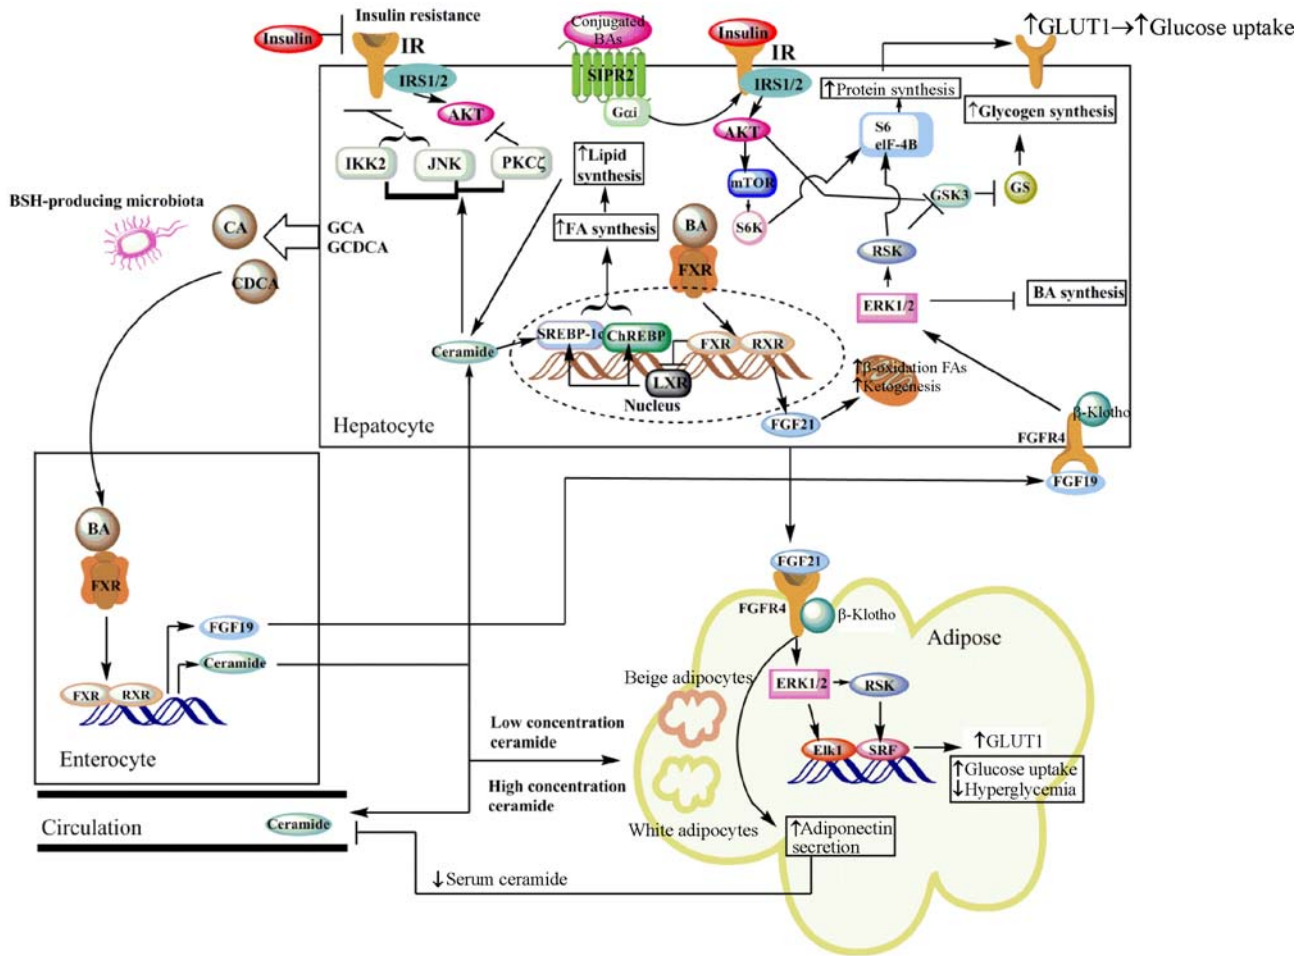 Insulin resistance
Insulin
IR
IRS1/2
AKT
IKK2
JNK
PKCζ
Conjugated
BAs
SIPR2
Gαi
Insulin
IR
IRS1/2
AKT
mTOR
S6K
↑GLUT1→↑Glucose uptake
↑Protein synthesis
↑Glycogen synthesis
S6
eIF-4B
GSK3
GS
RSK
ERK1/2
BA synthesis
↑Lipid
synthesis
↑FA synthesis
BA
FXR
BSH-producing microbiota
CA
CDCA
GCA
GCDCA
Ceramide
SREBP-1c
ChREBP
FXR
RXR
LXR
Nucleus
FGF21
↑β-oxidation FAs
↑Ketogenesis
β-Klotho
FGFR4
FGF19
Hepatocyte
BA
FXR
FGF19
Ceramide
FXR
RXR
Enterocyte
Circulation
Ceramide
Low concentration
ceramide
High concentration
ceramide
↓Serum ceramide
FGF21
FGFR4
β-Klotho
Adipose
Beige adipocytes
White adipocytes
ERK1/2
RSK
Elk1
SRF
↑GLUT1
↑Glucose uptake
↓Hyperglycemia
↑Adiponectin
secretion